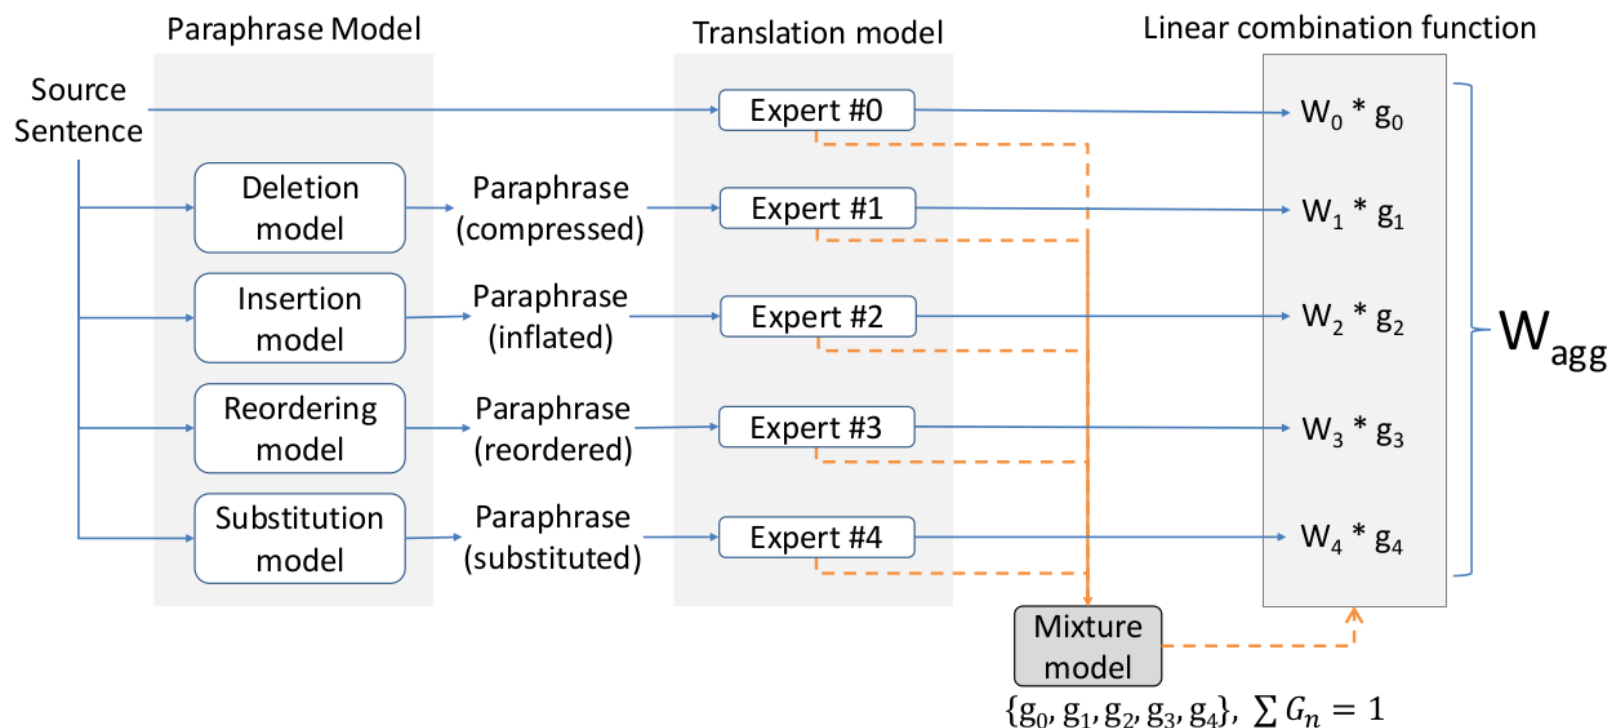 Paraphrase Model
Translation model
Linear combination function
Source
Sentence
Expert #0
W₀ * g₀
Deletion
model
Paraphrase
(compressed)
Expert #1
W₁ * g₁
Insertion
model
Paraphrase
(inflated)
Expert #2
W₂ * g₂
W_agg
Reordering
model
Paraphrase
(reordered)
Expert #3
W₃ * g₃
Substitution
model
Paraphrase
(substituted)
Expert #4
W₄ * g₄
Mixture
model
{g₀, g₁, g₂, g₃, g₄}, ∑ Gₙ = 1